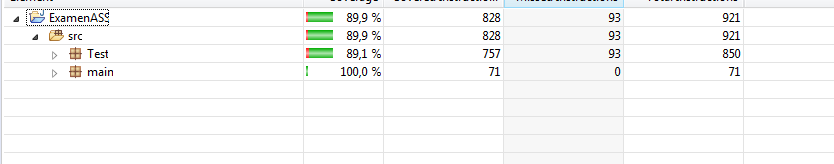 ExamenASS 89,9 % 828 93 921
src 89,9 % 828 93 921
Test 89,1 % 757 93 850
main 100,0 % 71 0 71